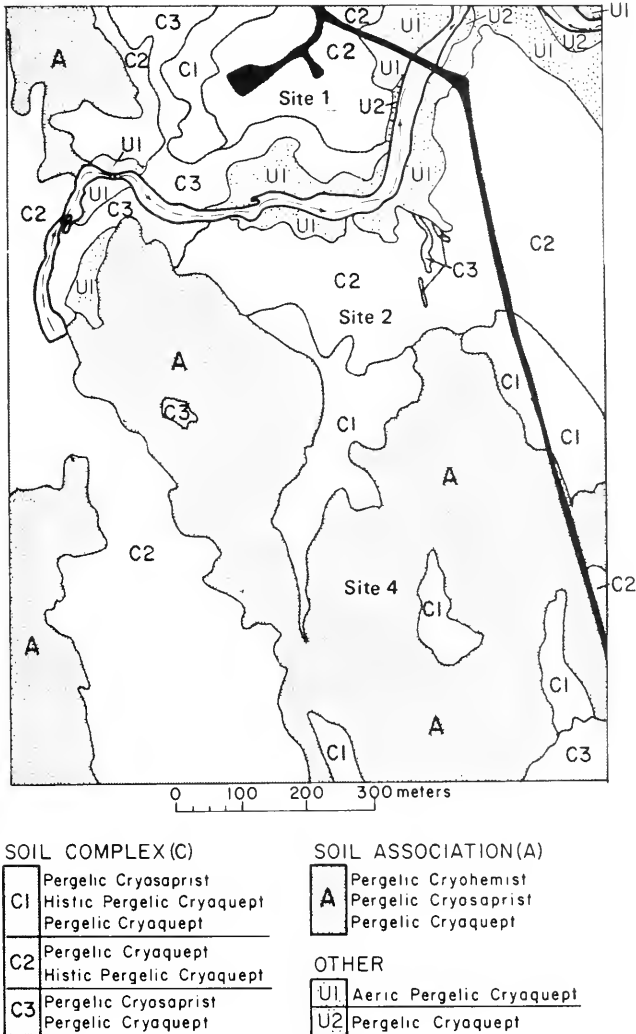 C3 C2 U1 U2 U1
A C2 C1 C2 U1 U2
Site 1 U2
U1 U1 U1
C3
C2 U1 C3 U1
C2
U1 C2 C3
Site 2
A
C3 C1 C1 C1
A
C2 Site 4 C1 C2
A
C1
C1 A C3
0 100 200 300 meters
SOIL COMPLEX (C)
C1 Pergelic Cryosaprist
Histic Pergelic Cryaquept
Pergelic Cryaquept
C2 Pergelic Cryaquept
Histic Pergelic Cryaquept
C3 Pergelic Cryosaprist
Pergelic Cryaquept
SOIL ASSOCIATION (A)
A Pergelic Cryohemist
Pergelic Cryosaprist
Pergelic Cryaquept
OTHER
U1 Aeric Pergelic Cryaquept
U2 Pergelic Cryaquept